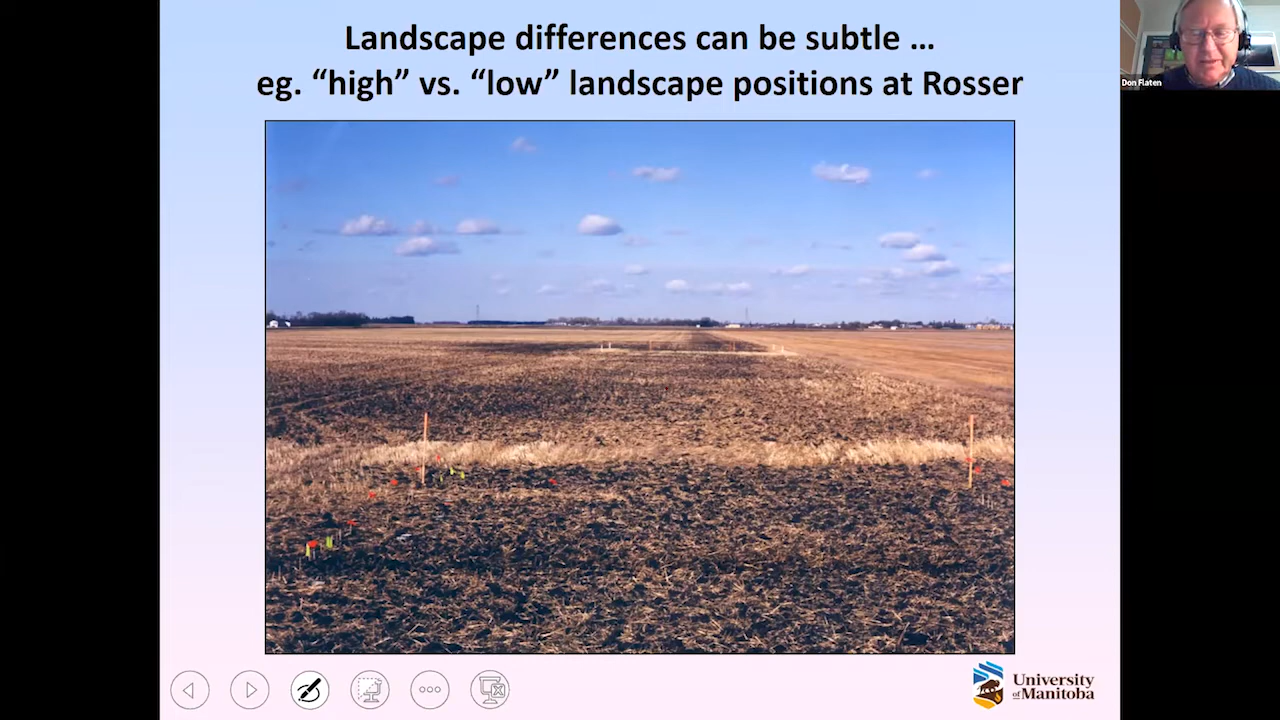 Landscape differences can be subtle …
eg. “high” vs. “low” landscape positions at Rosser
Don Flaten
University
of Manitoba